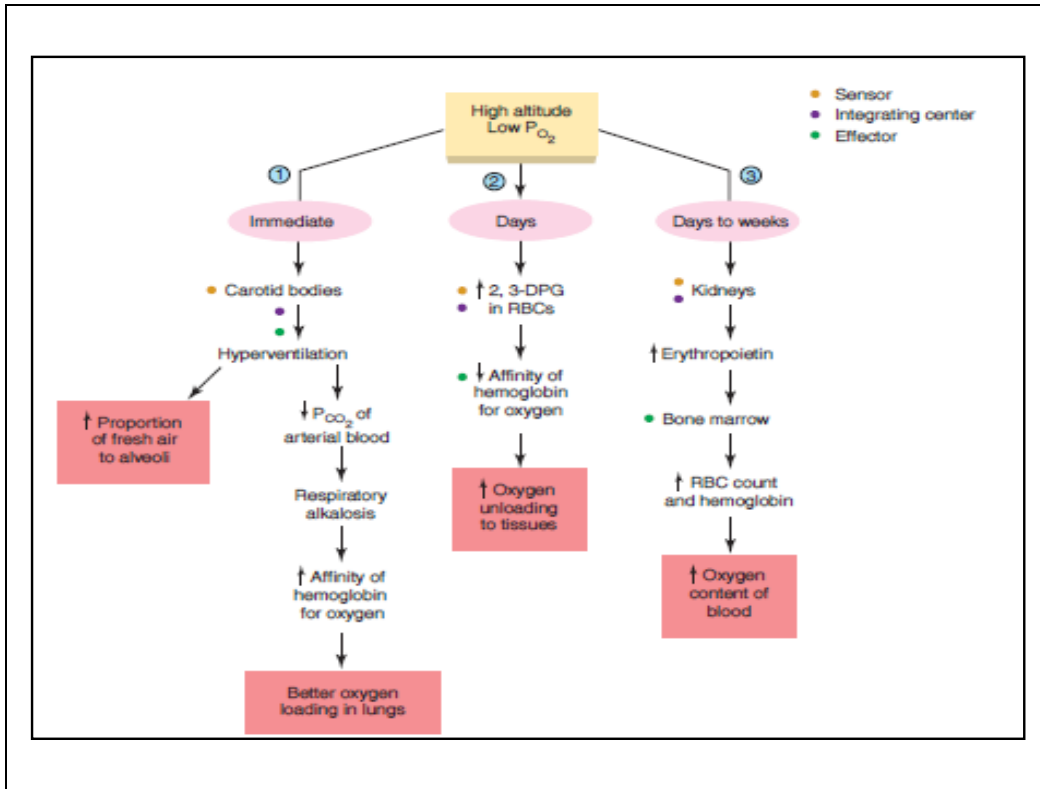 High altitude
Low PO2
Sensor
Integrating center
Effector
1
2
3
Immediate
Days
Days to weeks
Carotid bodies
↑ 2, 3-DPG
in RBCs
Kidneys
Hyperventilation
↑ Erythropoietin
↓ Affinity of
hemoglobin
for oxygen
↑ Proportion
of fresh air
to alveoli
↓ PCO2 of
arterial blood
Bone marrow
Respiratory
alkalosis
↑ Oxygen
unloading
to tissues
↑ RBC count
and hemoglobin
↑ Affinity of
hemoglobin
for oxygen
↑ Oxygen
content of
blood
Better oxygen
loading in lungs